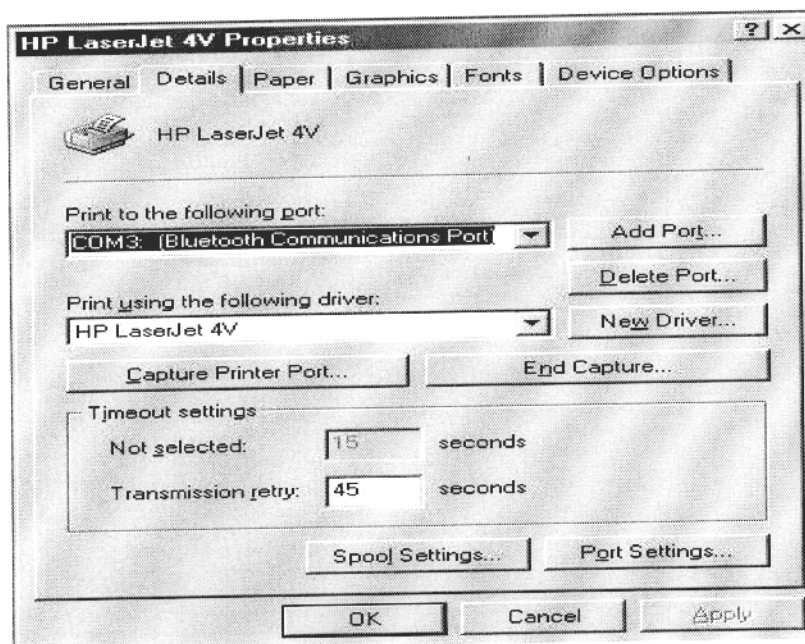 HP LaserJet 4V Properties
? ×
General Details Paper Graphics Fonts Device Options
HP LaserJet 4V
Print to the following port:
COM3: (Bluetooth Communications Port
Add Port...
Delete Port...
Print using the following driver:
HP LaserJet 4V
New Driver...
Capture Printer Port...
End Capture...
Timeout settings
Not selected: 15 seconds
Transmission retry: 45 seconds
Spool Settings...
Port Settings...
OK
Cancel
Apply